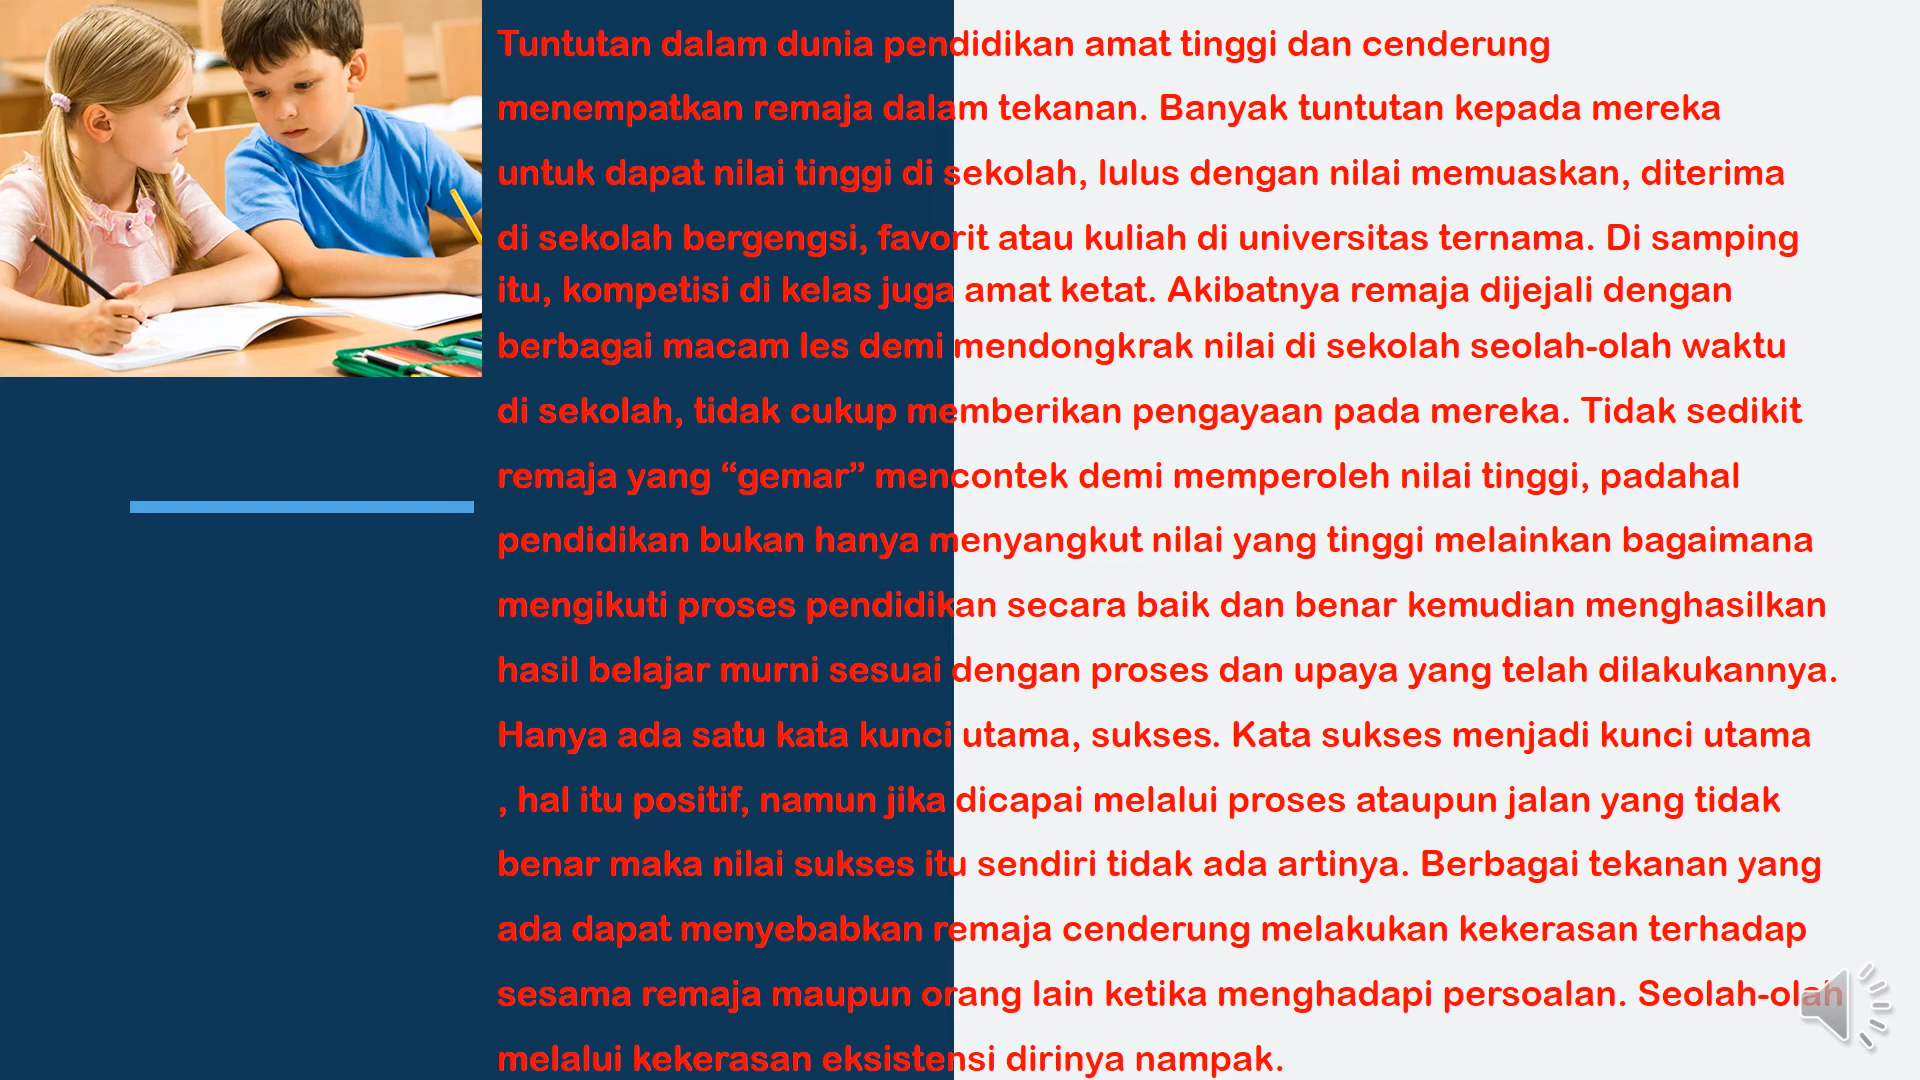 Tuntutan dalam dunia pendidikan amat tinggi dan cenderung
menempatkan remaja dalam tekanan. Banyak tuntutan kepada mereka
untuk dapat nilai tinggi di sekolah, lulus dengan nilai memuaskan, diterima
di sekolah bergengsi, favorit atau kuliah di universitas ternama. Di samping
itu, kompetisi di kelas juga amat ketat. Akibatnya remaja dijejali dengan
berbagai macam les demi mendongkrak nilai di sekolah seolah-olah waktu
di sekolah, tidak cukup memberikan pengayaan pada mereka. Tidak sedikit
remaja yang “gemar” mencontek demi memperoleh nilai tinggi, padahal
pendidikan bukan hanya menyangkut nilai yang tinggi melainkan bagaimana
mengikuti proses pendidikan secara baik dan benar kemudian menghasilkan
hasil belajar murni sesuai dengan proses dan upaya yang telah dilakukannya.
Hanya ada satu kata kunci utama, sukses. Kata sukses menjadi kunci utama
, hal itu positif, namun jika dicapai melalui proses ataupun jalan yang tidak
benar maka nilai sukses itu sendiri tidak ada artinya. Berbagai tekanan yang
ada dapat menyebabkan remaja cenderung melakukan kekerasan terhadap
sesama remaja maupun orang lain ketika menghadapi persoalan. Seolah-olah
melalui kekerasan eksistensi dirinya nampak.